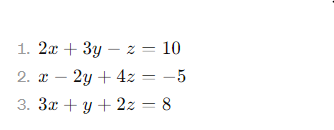 1. 2x + 3y − z = 10
2. x − 2y + 4z = −5
3. 3x + y + 2z = 8